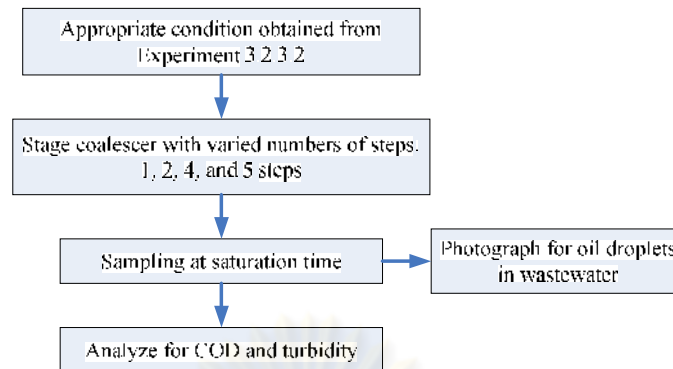 Appropriate condition obtained from
Experiment 3 2 3 2
Stage coalescer with varied numbers of steps.
1, 2, 4, and 5 steps
Sampling at saturation time
Photograph for oil droplets
in wastewater
Analyze for COD and turbidity